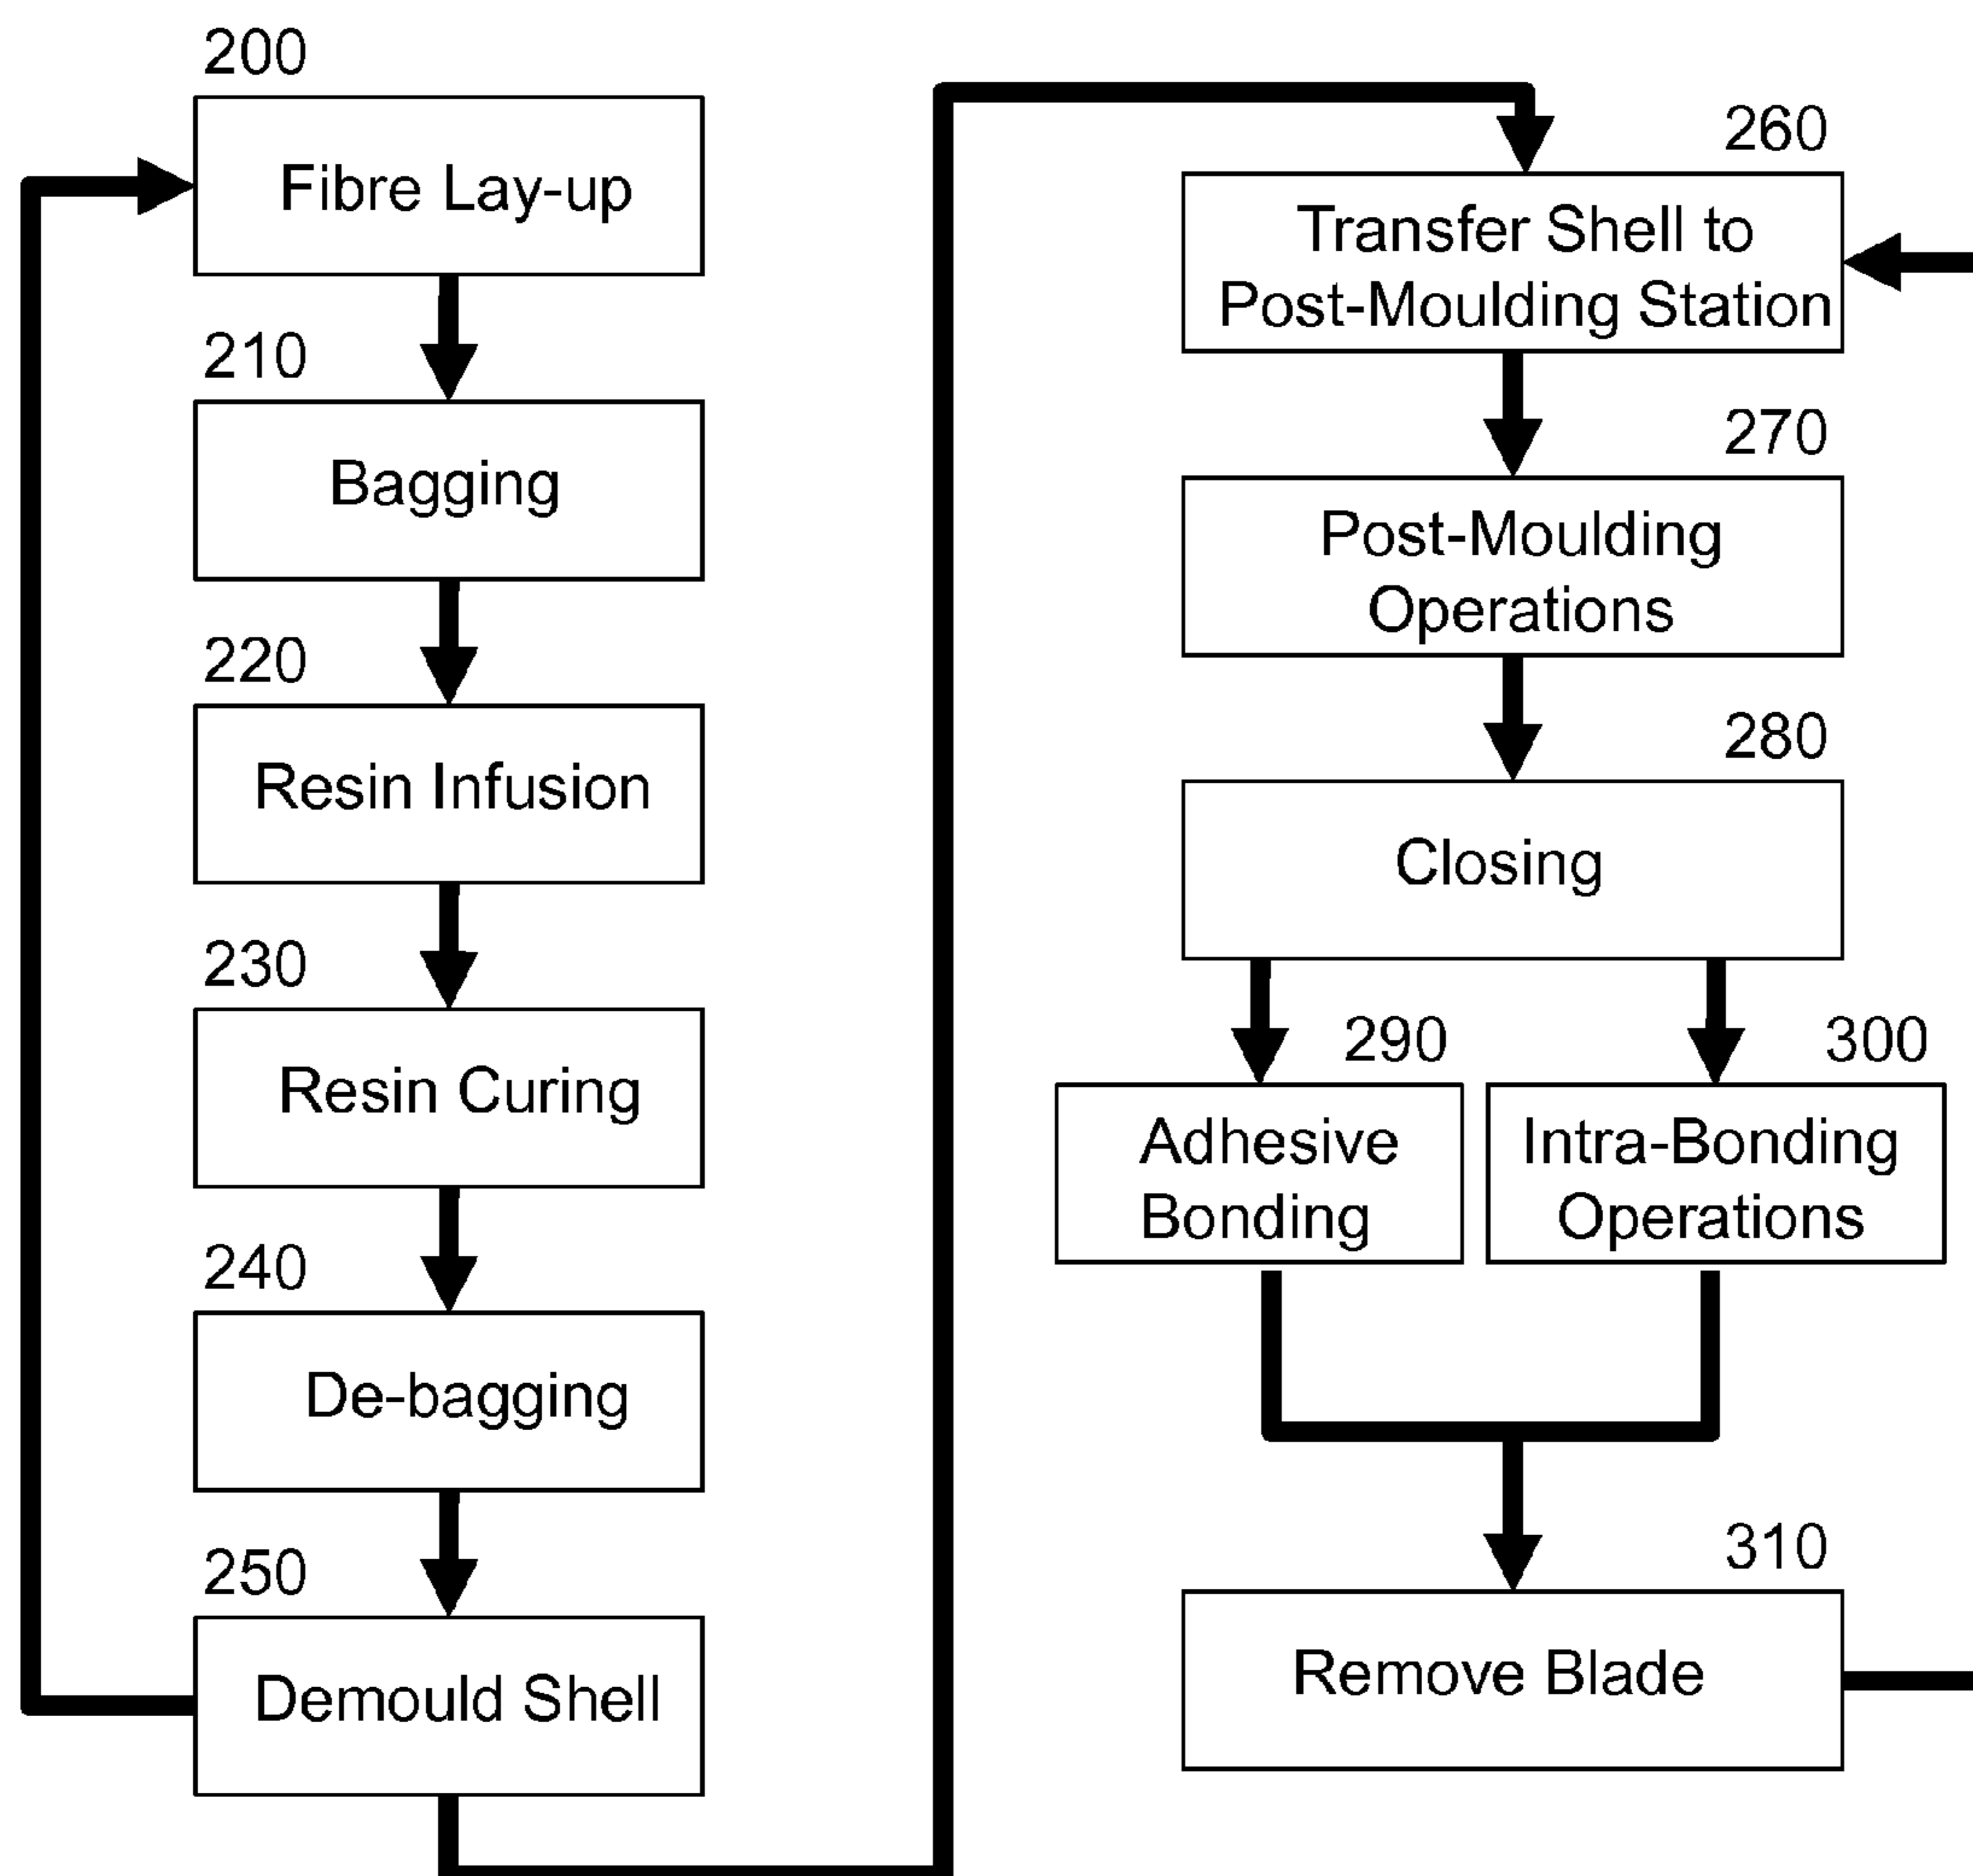 200
Fibre Lay-up
210
Bagging
220
Resin Infusion
230
Resin Curing
240
De-bagging
250
Demould Shell
260
Transfer Shell to
Post-Moulding Station
270
Post-Moulding
Operations
280
Closing
290
Adhesive
Bonding
300
Intra-Bonding
Operations
310
Remove Blade